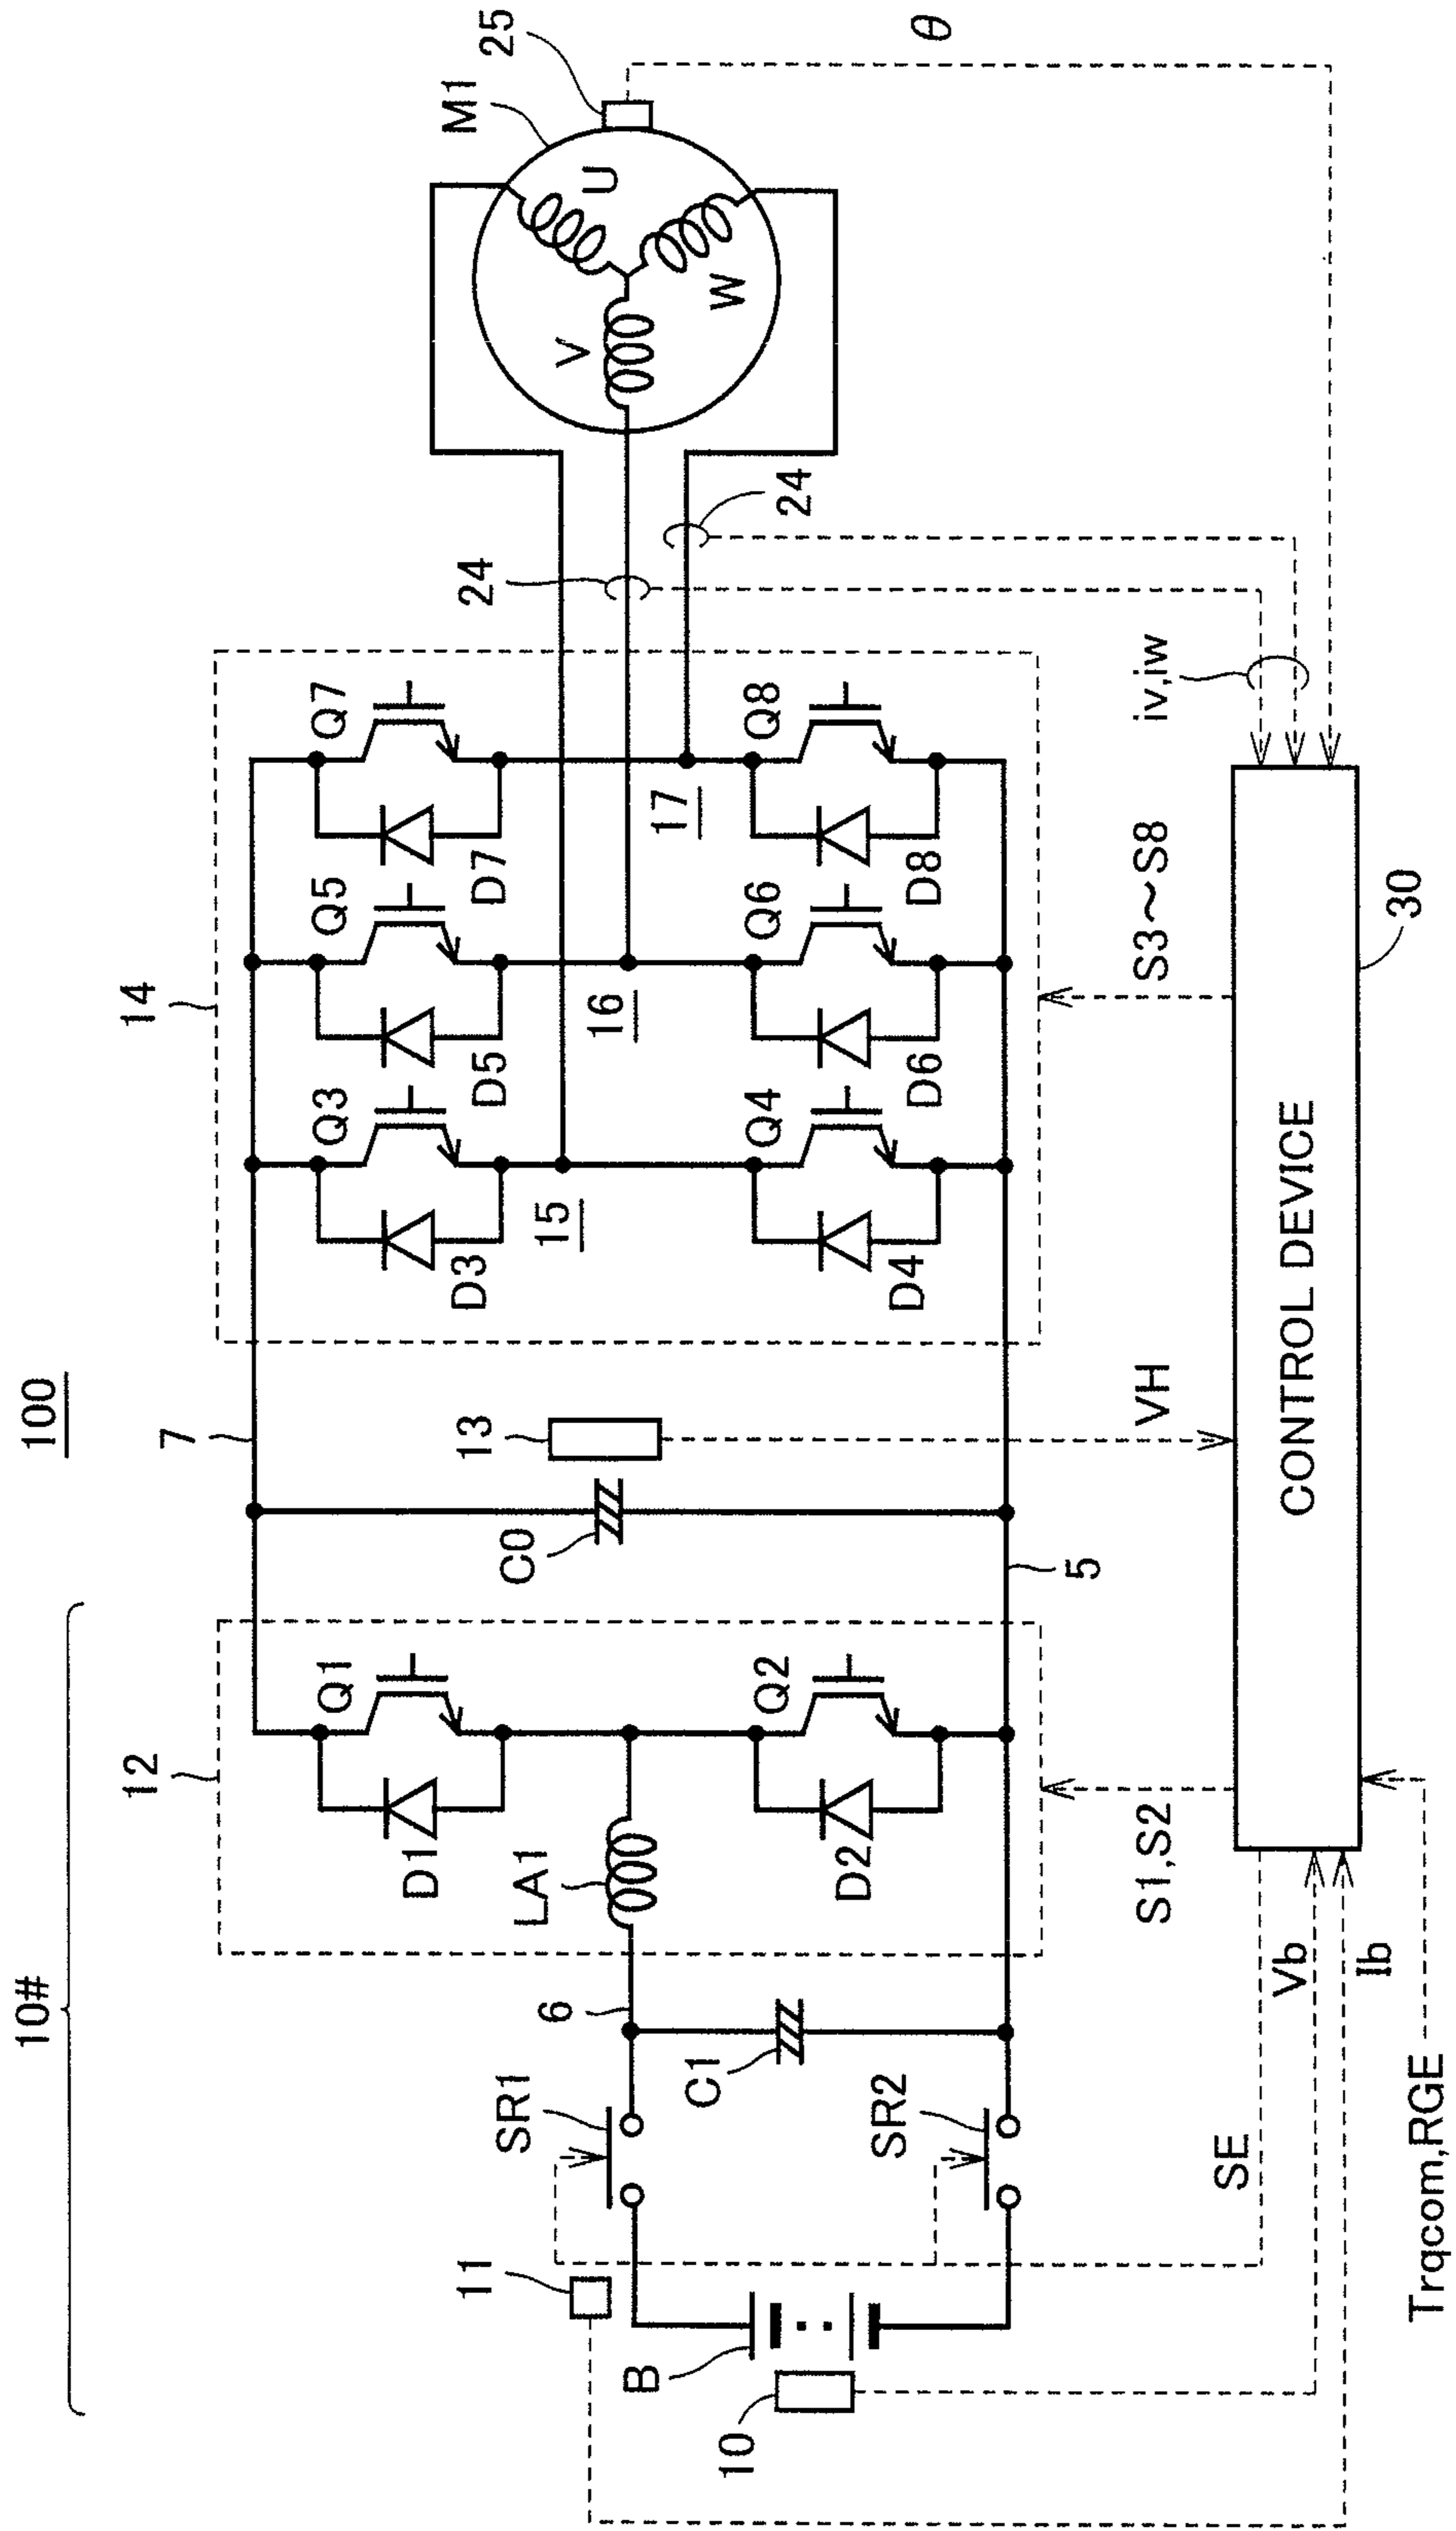 100
10#
12
7
14
M1
25
θ
Q1
D1
LA1
Q2
D2
6
C1
SR1
SR2
11
B
10
C0
13
5
Q3
D3
Q5
D5
Q7
D7
15
16
17
Q4
D4
Q6
D6
Q8
D8
24
24
U
V
W
iv,iw
S3~S8
VH
S1,S2
SE
Vb
Ib
Trqcom,RGE
CONTROL DEVICE
30